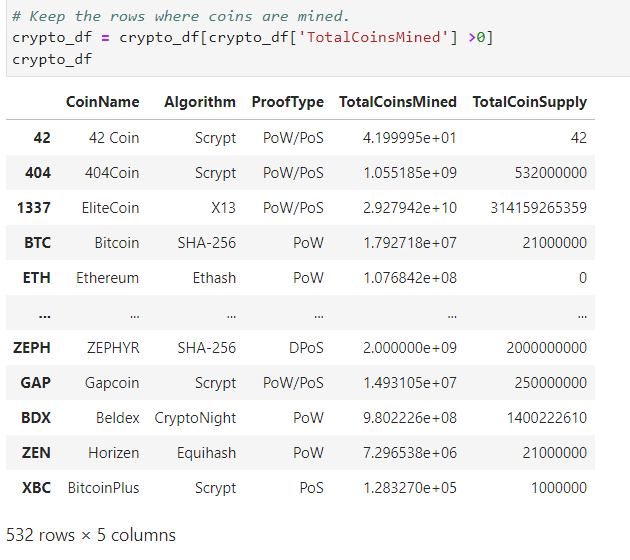 # Keep the rows where coins are mined.
crypto_df = crypto_df[crypto_df['TotalCoinsMined'] >0]
crypto_df
CoinName Algorithm ProofType TotalCoinsMined TotalCoinSupply
42 42 Coin Scrypt PoW/PoS 4.199995e+01 42
404 404Coin Scrypt PoW/PoS 1.055185e+09 532000000
1337 EliteCoin X13 PoW/PoS 2.927942e+10 314159265359
BTC Bitcoin SHA-256 PoW 1.792718e+07 21000000
ETH Ethereum Ethash PoW 1.076842e+08 0
... ... ... ... ... ...
ZEPH ZEPHYR SHA-256 DPoS 2.000000e+09 2000000000
GAP Gapcoin Scrypt PoW/PoS 1.493105e+07 250000000
BDX Beldex CryptoNight PoW 9.802226e+08 1400222610
ZEN Horizen Equihash PoW 7.296538e+06 21000000
XBC BitcoinPlus Scrypt PoS 1.283270e+05 1000000
532 rows × 5 columns